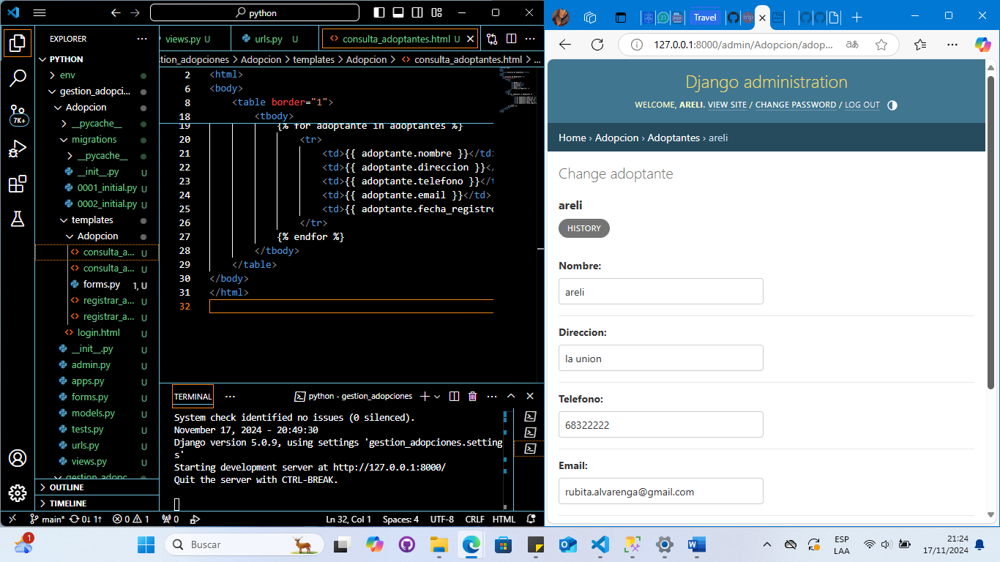 python
EXPLORER
PYTHON
env
gestion_adopci...
Adopcion
__pycache__
migrations
__pycache__
__init__.py U
0001_initial.py U
0002_initial.py U
templates
Adopcion
consulta_a... U
consulta_a... U
forms.py 1, U
registrar_a... U
registrar_a... U
login.html U
__init__.py U
admin.py U
apps.py U
forms.py U
models.py U
tests.py U
urls.py U
views.py U
gestion_adopc
OUTLINE
TIMELINE
7K+
views.py U
urls.py U
consulta_adoptantes.html U
gestion_adopciones > Adopcion > templates > Adopcion > consulta_adoptantes.html > ...
2 <html>
6 <body>
8 <table border="1">
18 <tbody>
19 {% for adoptante in adoptantes %}
20 <tr>
21 <td>{{ adoptante.nombre }}</td>
22 <td>{{ adoptante.direccion }}</
23 <td>{{ adoptante.telefono }}</t
24 <td>{{ adoptante.email }}</td>
25 <td>{{ adoptante.fecha_registro
26 </tr>
27 {% endfor %}
28 </tbody>
29 </table>
30 </body>
31 </html>
32
TERMINAL
python - gestion_adopciones
System check identified no issues (0 silenced).
November 17, 2024 - 20:49:30
Django version 5.0.9, using settings 'gestion_adopciones.setting
s'
Starting development server at http://127.0.0.1:8000/
Quit the server with CTRL-BREAK.
main* 0↓ 1↑ 0 1 0 Ln 32, Col 1 Spaces: 4 UTF-8 CRLF HTML
Travel
127.0.0.1:8000/admin/Adopcion/adop...
Django administration
WELCOME, ARELI. VIEW SITE / CHANGE PASSWORD / LOG OUT
Home › Adopcion › Adoptantes › areli
Change adoptante
areli
HISTORY
Nombre:
areli
Direccion:
la union
Telefono:
68322222
Email:
rubita.alvarenga@gmail.com
1
Buscar
ESP
LAA
21:24
17/11/2024